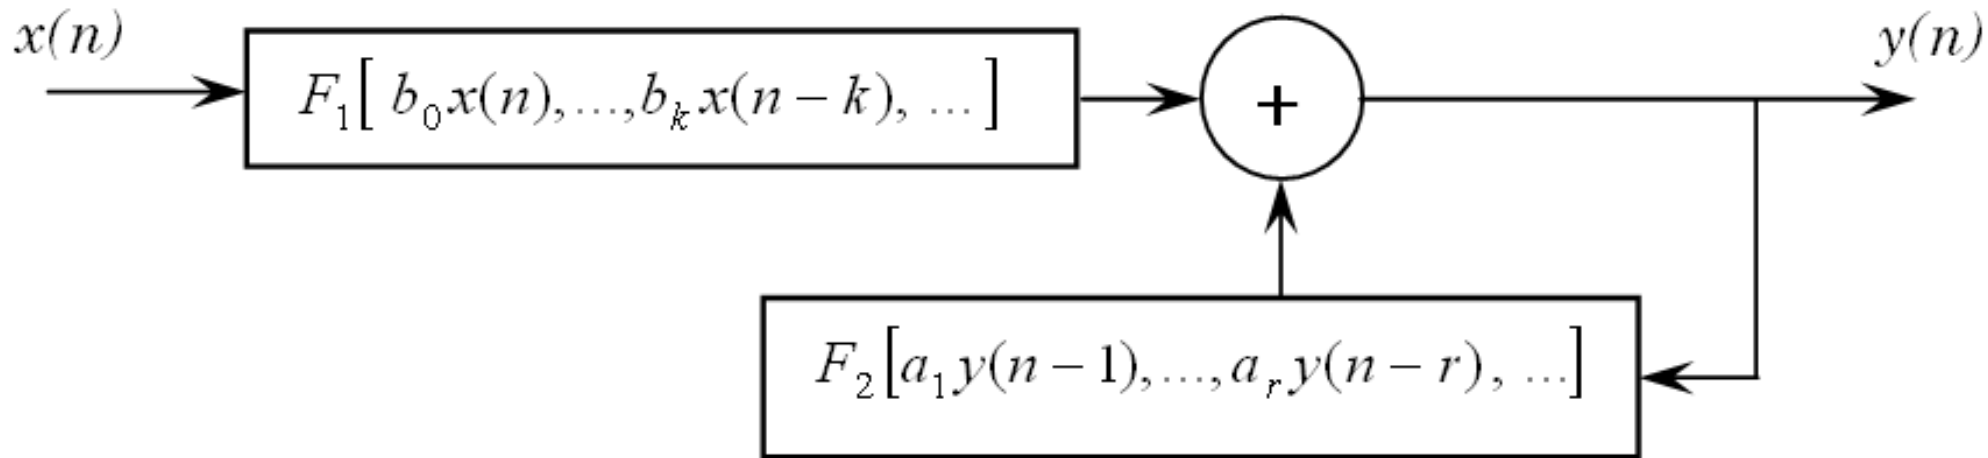 x(n)
F₁[ b₀x(n),...,bₖx(n − k), ... ]
+
y(n)
F₂[a₁y(n − 1),...,aᵣy(n − r), ...]